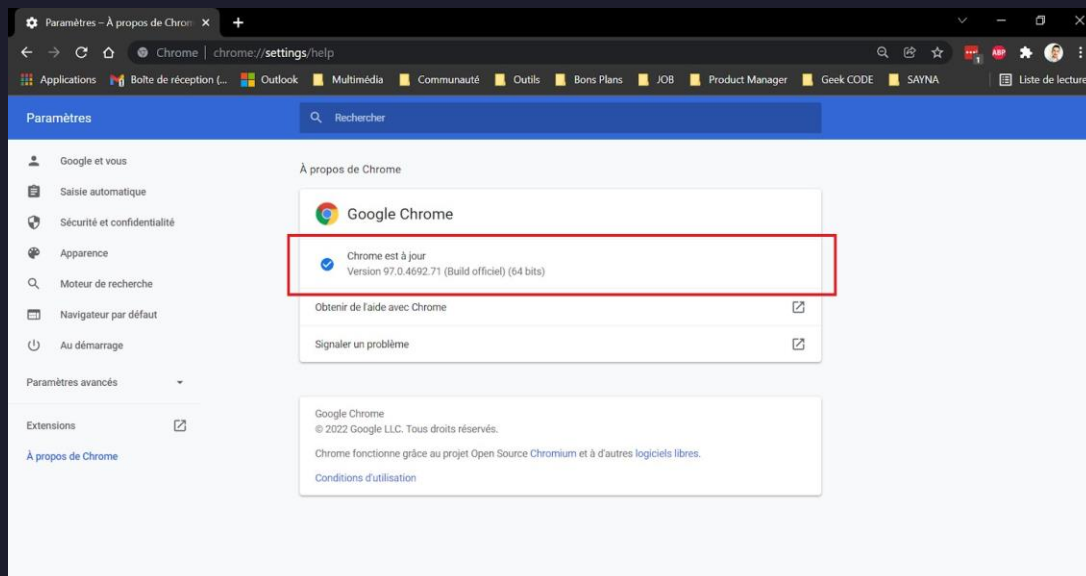 Paramètres – À propos de Chrom
Chrome | chrome://settings/help
Applications
Boîte de réception (...
Outlook
Multimédia
Communauté
Outils
Bons Plans
JOB
Product Manager
Geek CODE
SAYNA
Liste de lecture
ABP
1
Paramètres
Rechercher
Google et vous
Saisie automatique
Sécurité et confidentialité
Apparence
Moteur de recherche
Navigateur par défaut
Au démarrage
Paramètres avancés
Extensions
À propos de Chrome
À propos de Chrome
Google Chrome
Chrome est à jour
Version 97.0.4692.71 (Build officiel) (64 bits)
Obtenir de l'aide avec Chrome
Signaler un problème
Google Chrome
© 2022 Google LLC. Tous droits réservés.
Chrome fonctionne grâce au projet Open Source Chromium et à d'autres logiciels libres.
Conditions d'utilisation